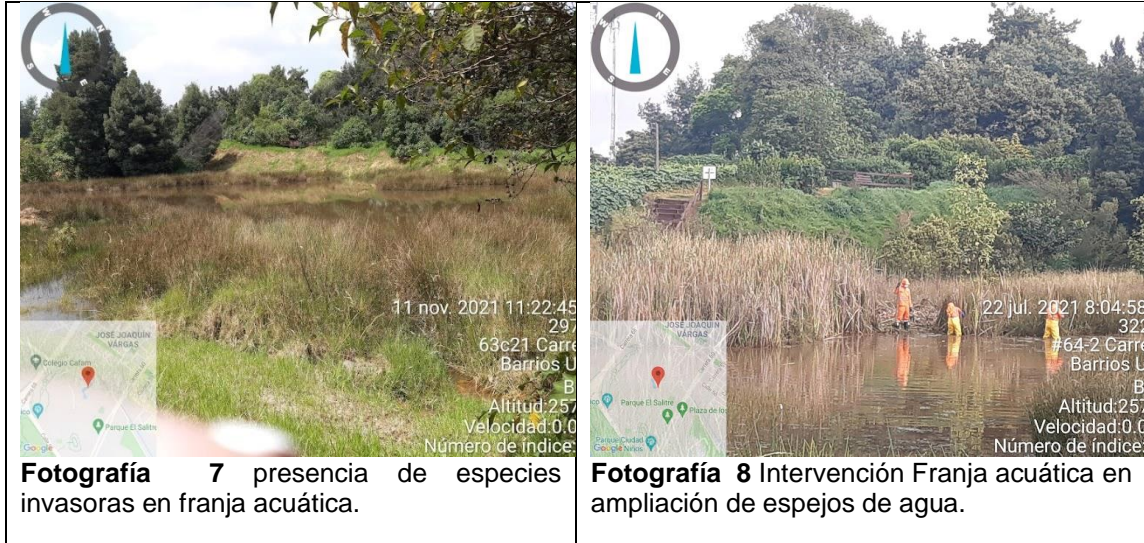 N
S
E
11 nov. 2021 11:22:45
297
63c21 Carre
Barrios U
B
Altitud:257
Velocidad:0.0
Número de índice:
JOSÉ JOAQUÍN
VARGAS
Colegio Cafam
Parque El Salitre
Google
Fotografía 7 presencia de especies
invasoras en franja acuática.
N
S
E
22 jul. 2021 8:04:58
#64-2 Carre
Barrios U
B
Altitud:257
Velocidad:0.0
Número de índice:
JOSÉ JOAQUÍN
VARGAS
Parque El Salitre
Plaza de los
Parque Ciudad
Niños
Google
Fotografía 8 Intervención Franja acuática en
ampliación de espejos de agua.